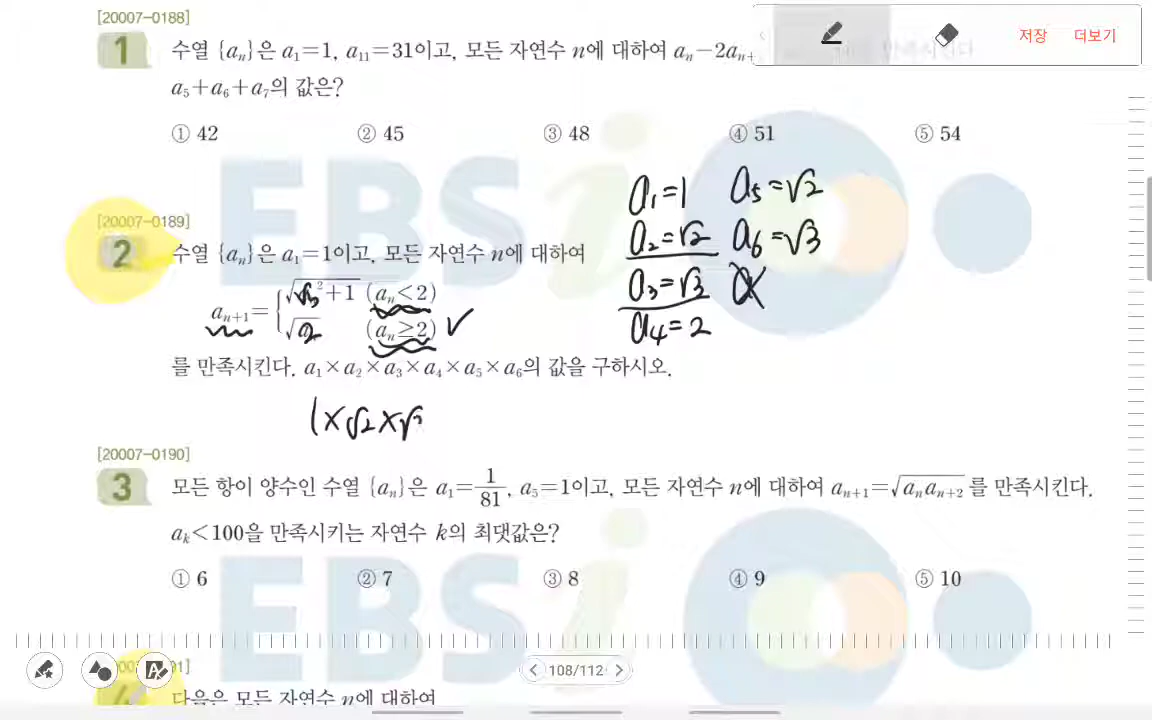 [20007-0188]
저장 더보기
1 수열 {aₙ}은 a₁=1, a₁₁=31이고, 모든 자연수 n에 대하여 aₙ-2aₙ₊ 만족시킨다
a₅+a₆+a₇의 값은?
① 42 ② 45 ③ 48 ④ 51 ⑤ 54
EBSi
a₁=1 a₅=√2
[20007-0189]
a₂=√2 a₆=√3
2 수열 {aₙ}은 a₁=1이고, 모든 자연수 n에 대하여
a₃=√3
aₙ₊₁= √ ²+1 (aₙ<2)
√2 (aₙ≥2) ✓
a₄=2
를 만족시킨다. a₁×a₂×a₃×a₄×a₅×a₆의 값을 구하시오.
1×√2×√3
[20007-0190]
3 모든 항이 양수인 수열 {aₙ}은 a₁=1/81, a₅=1이고, 모든 자연수 n에 대하여 aₙ₊₁=√aₙaₙ₊₂ 를 만족시킨다.
aₖ<100을 만족시키는 자연수 k의 최댓값은?
① 6 ② 7 ③ 8 ④ 9 ⑤ 10
EBSi
108/112
4 다음은 모든 자연수 n에 대하여